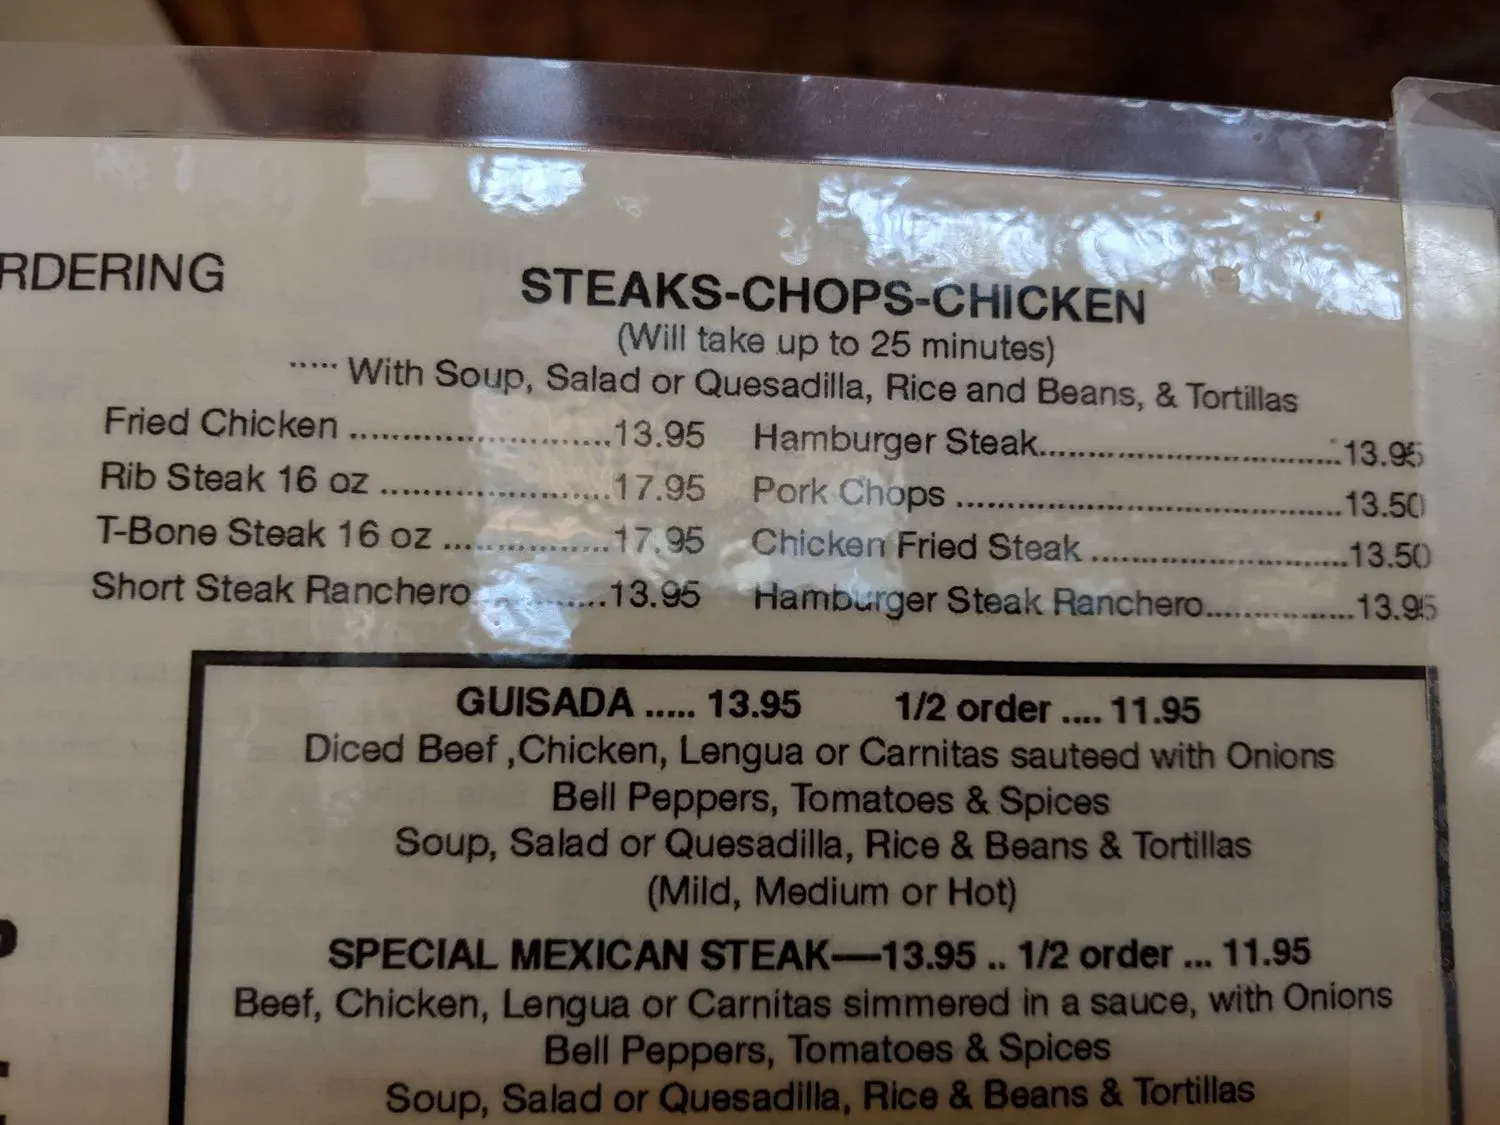 RDERING
STEAKS-CHOPS-CHICKEN
(Will take up to 25 minutes)
..... With Soup, Salad or Quesadilla, Rice and Beans, & Tortillas
Fried Chicken ..........................13.95
Rib Steak 16 oz .......................17.95
T-Bone Steak 16 oz .................17.95
Short Steak Ranchero..............13.95
Hamburger Steak.................................13.95
Pork Chops ..........................................13.50
Chicken Fried Steak ............................13.50
Hamburger Steak Ranchero................13.95
GUISADA ..... 13.95 1/2 order .... 11.95
Diced Beef ,Chicken, Lengua or Carnitas sauteed with Onions
Bell Peppers, Tomatoes & Spices
Soup, Salad or Quesadilla, Rice & Beans & Tortillas
(Mild, Medium or Hot)
SPECIAL MEXICAN STEAK—13.95 .. 1/2 order ... 11.95
Beef, Chicken, Lengua or Carnitas simmered in a sauce, with Onions
Bell Peppers, Tomatoes & Spices
Soup, Salad or Quesadilla, Rice & Beans & Tortillas